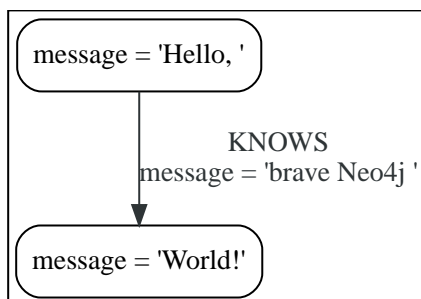 message = 'Hello, '
KNOWS
message = 'brave Neo4j '
message = 'World!'